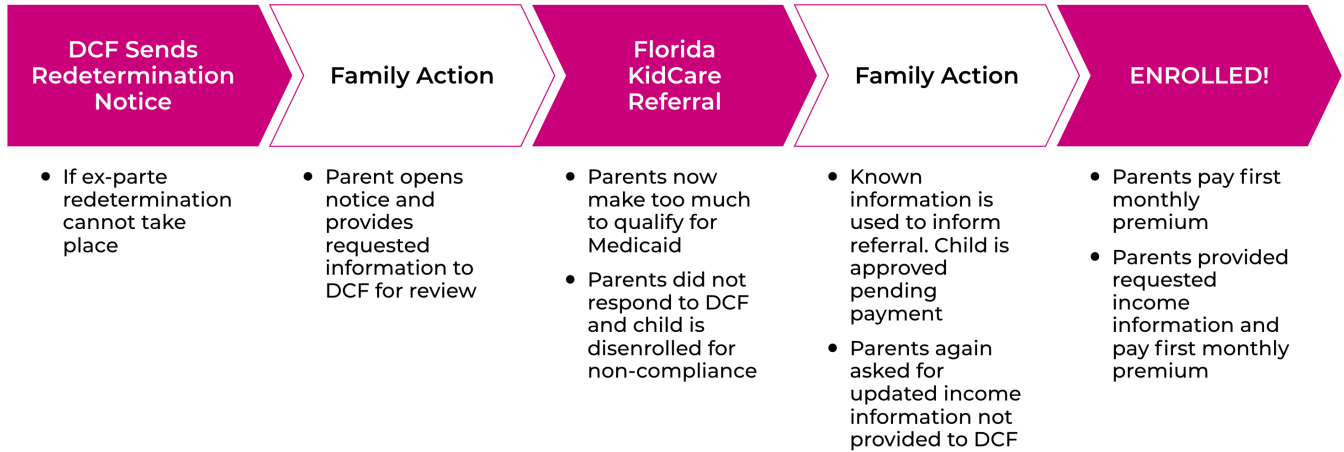 DCF Sends
Redetermination
Notice
Family Action
Florida
KidCare
Referral
Family Action
ENROLLED!
• If ex-parte
redetermination
cannot take
place
• Parent opens
notice and
provides
requested
information to
DCF for review
• Parents now
make too much
to qualify for
Medicaid
• Parents did not
respond to DCF
and child is
disenrolled for
non-compliance
• Known
information is
used to inform
referral. Child is
approved
pending
payment
• Parents again
asked for
updated income
information not
provided to DCF
• Parents pay first
monthly
premium
• Parents provided
requested
income
information and
pay first monthly
premium